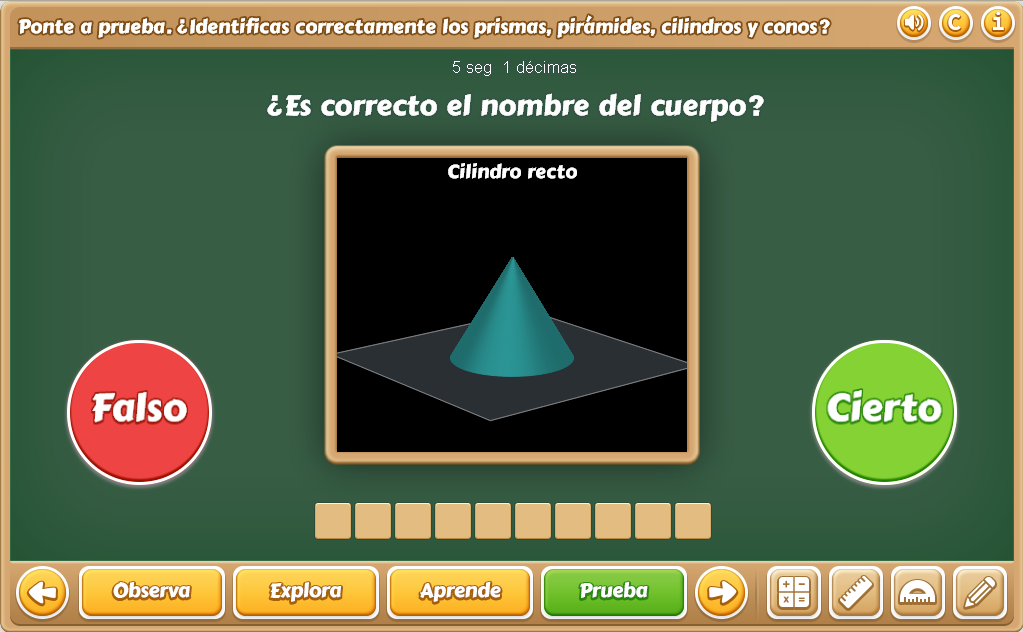 Ponte a prueba. ¿Identificas correctamente los prismas, pirámides, cilindros y conos?
C
i
5 seg 1 décimas
¿Es correcto el nombre del cuerpo?
Cilindro recto
Falso
Cierto
Observa
Explora
Aprende
Prueba